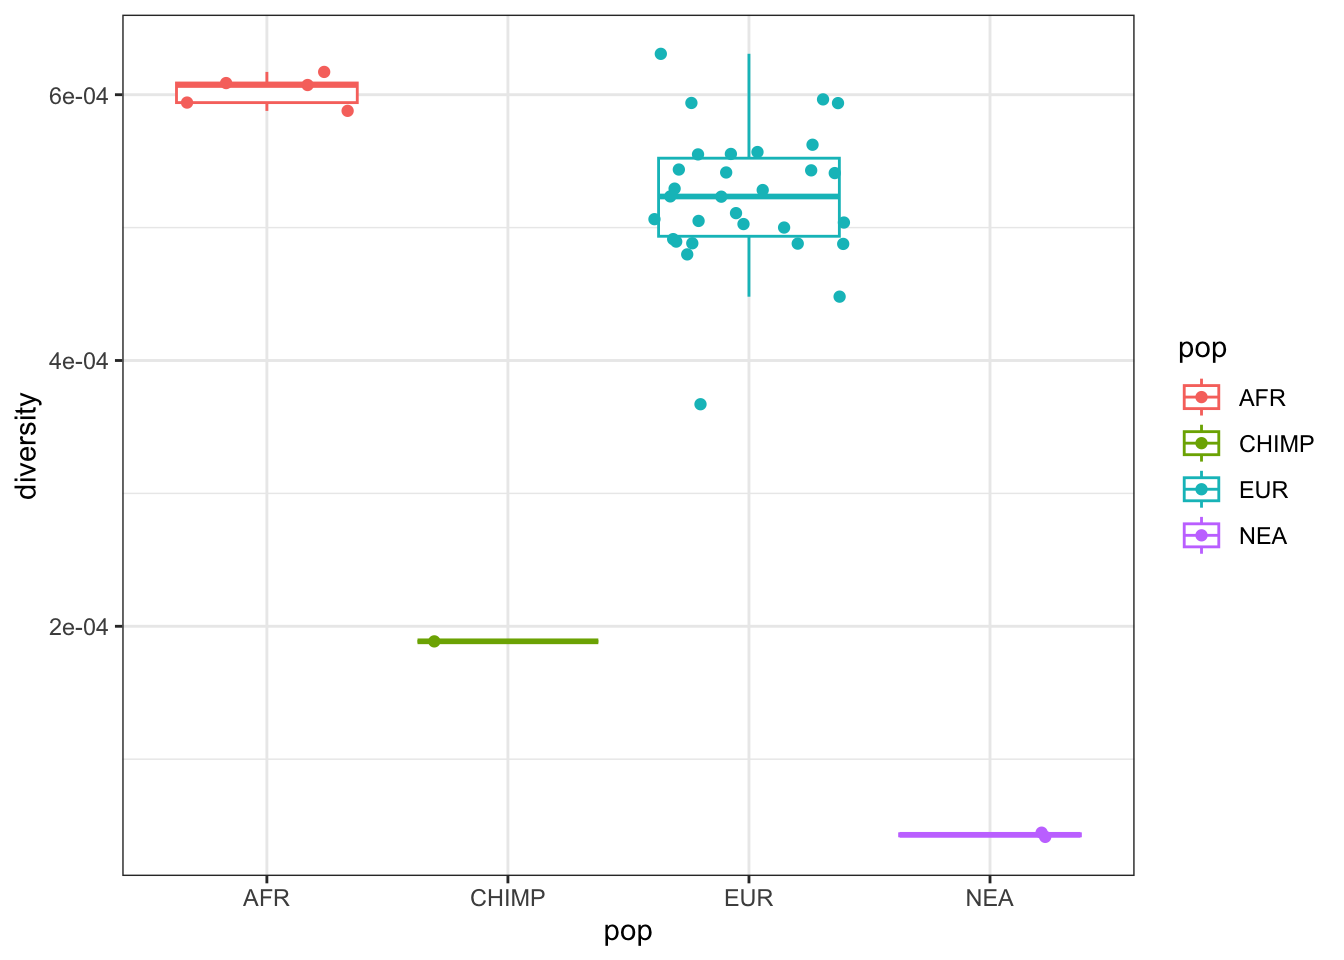 6e-04
4e-04
2e-04
diversity
AFR
CHIMP
EUR
NEA
pop
pop
AFR
CHIMP
EUR
NEA